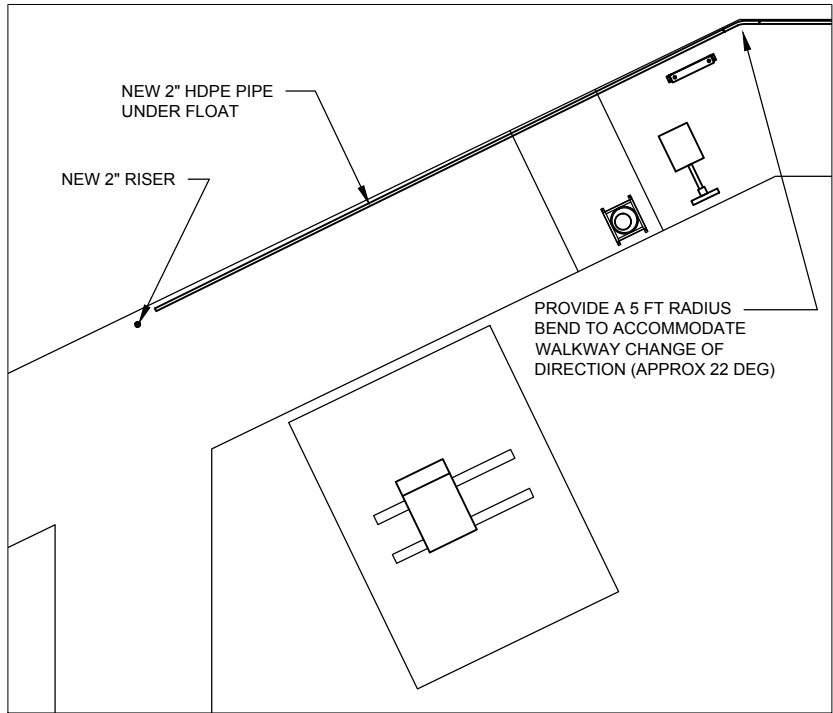 NEW 2" HDPE PIPE
UNDER FLOAT
NEW 2" RISER
PROVIDE A 5 FT RADIUS
BEND TO ACCOMMODATE
WALKWAY CHANGE OF
DIRECTION (APPROX 22 DEG)